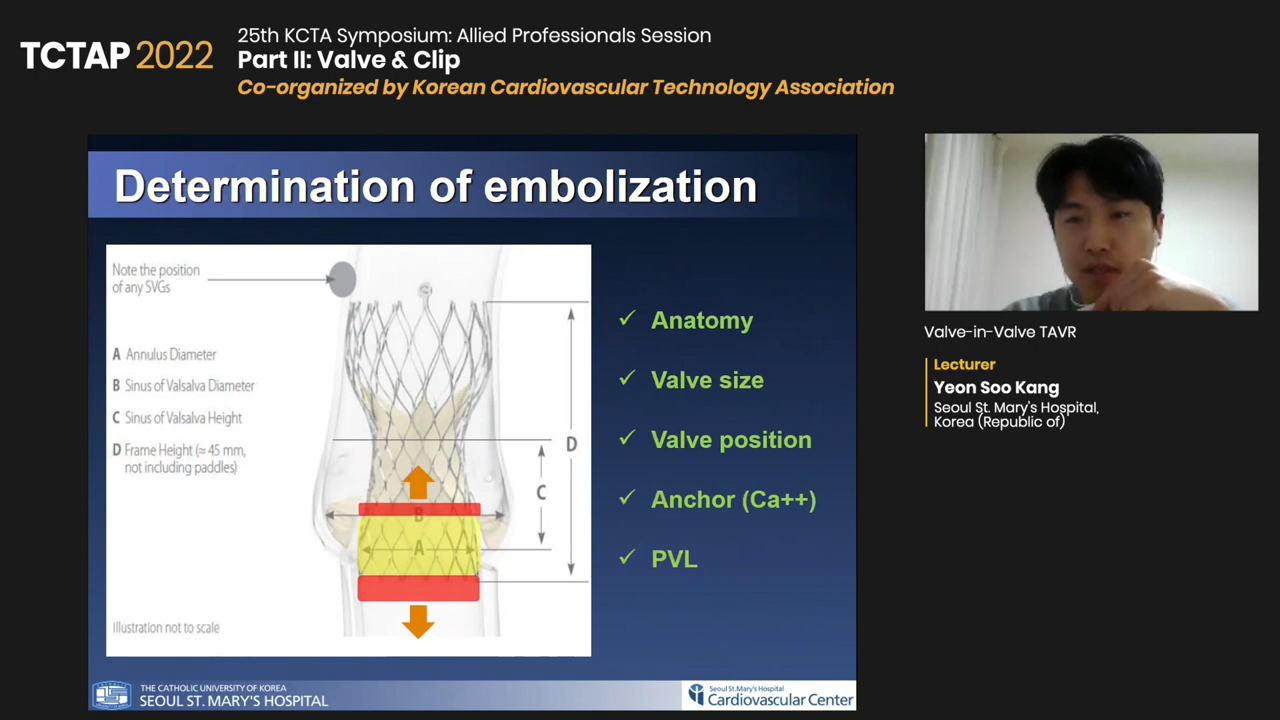 TCTAP 2022
25th KCTA Symposium: Allied Professionals Session
Part II: Valve & Clip
Co-organized by Korean Cardiovascular Technology Association
Determination of embolization
Note the position
of any SVGs
A Annulus Diameter
B Sinus of Valsalva Diameter
C Sinus of Valsalva Height
D Frame Height (≈ 45 mm,
not including paddles)
Illustration not to scale
D
C
B
A
✓ Anatomy
✓ Valve size
✓ Valve position
✓ Anchor (Ca++)
✓ PVL
THE CATHOLIC UNIVERSITY OF KOREA
SEOUL ST. MARY'S HOSPITAL
Seoul St. Mary's Hospital
Cardiovascular Center
Valve-in-Valve TAVR
Lecturer
Yeon Soo Kang
Seoul St. Mary's Hospital,
Korea (Republic of)